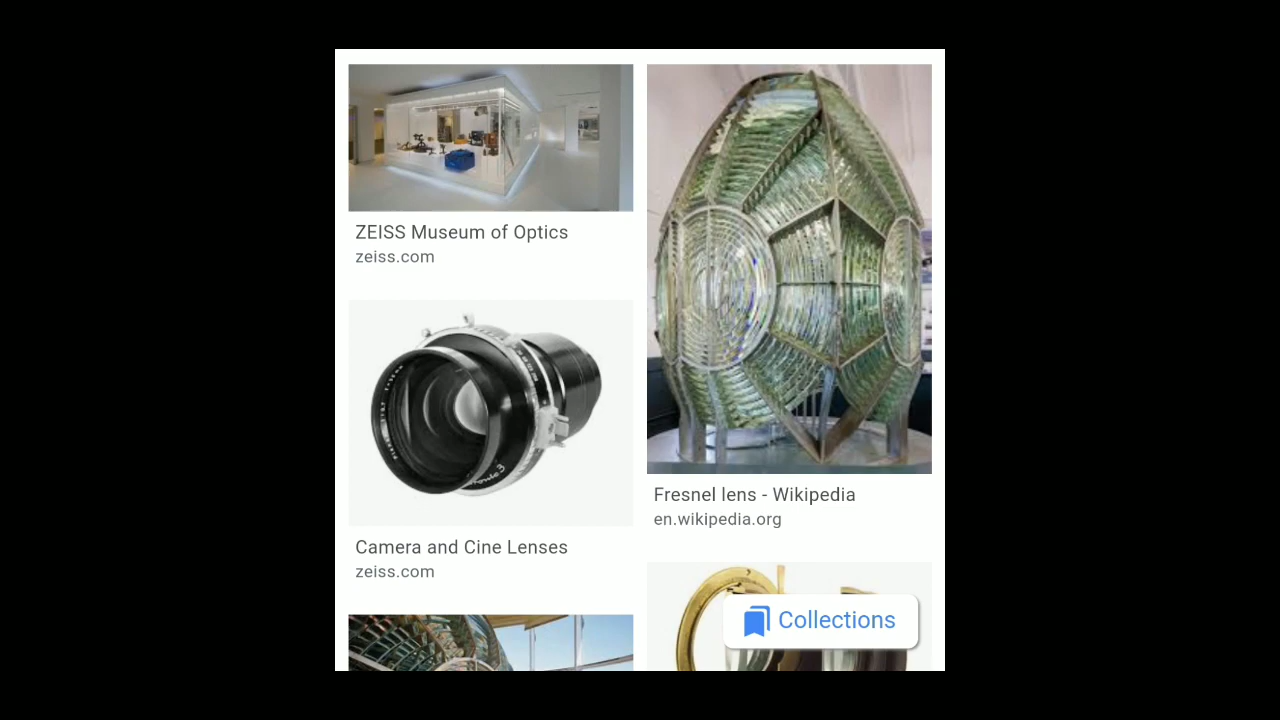 ZEISS Museum of Optics
zeiss.com
Camera and Cine Lenses
zeiss.com
Fresnel lens - Wikipedia
en.wikipedia.org
Collections